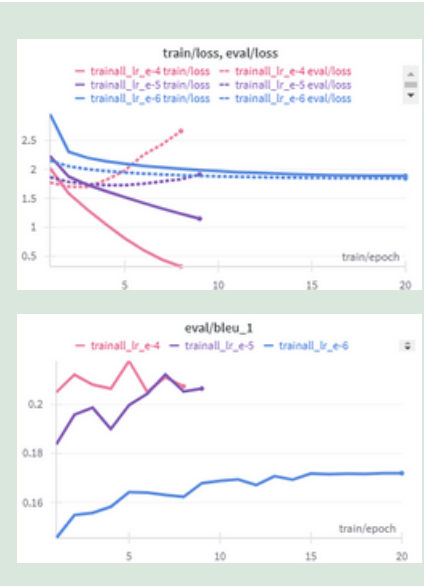 train/loss, eval/loss
trainall_lr_e-4 train/loss trainall_lr_e-4 eval/loss
trainall_lr_e-5 train/loss trainall_lr_e-5 eval/loss
trainall_lr_e-6 train/loss trainall_lr_e-6 eval/loss
2.5
2
1.5
1
0.5
train/epoch
5 10 15 20
eval/bleu_1
trainall_lr_e-4 trainall_lr_e-5 trainall_lr_e-6
0.2
0.18
0.16
train/epoch
5 10 15 20